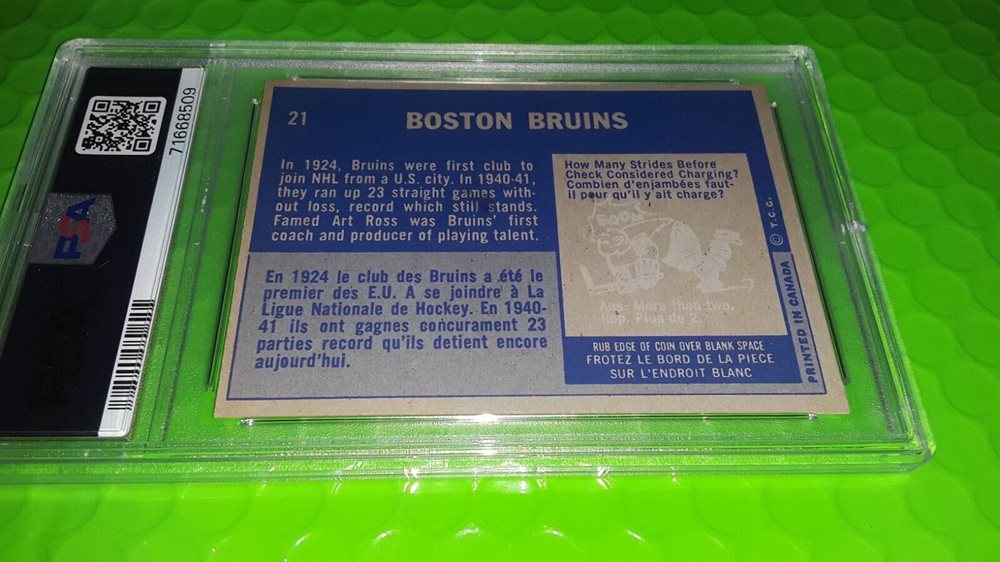 71668509
PSA
21
BOSTON BRUINS
In 1924, Bruins were first club to
join NHL from a U.S. city. In 1940-41,
they ran up 23 straight games with-
out loss, record which still stands.
Famed Art Ross was Bruins' first
coach and producer of playing talent.
En 1924 le club des Bruins a été le
premier des E.U. A se joindre à La
Ligue Nationale de Hockey. En 1940-
41 ils ont gagnes concurament 23
parties record qu'ils detient encore
aujourd'hui.
How Many Strides Before
Check Considered Charging?
Combien d'enjambées faut-
il peur qu'il y ait charge?
Ans. More than two.
Rep. Plus de 2
RUB EDGE OF COIN OVER BLANK SPACE
FROTEZ LE BORD DE LA PIECE
SUR L'ENDROIT BLANC
PRINTED IN CANADA © T.C.G.